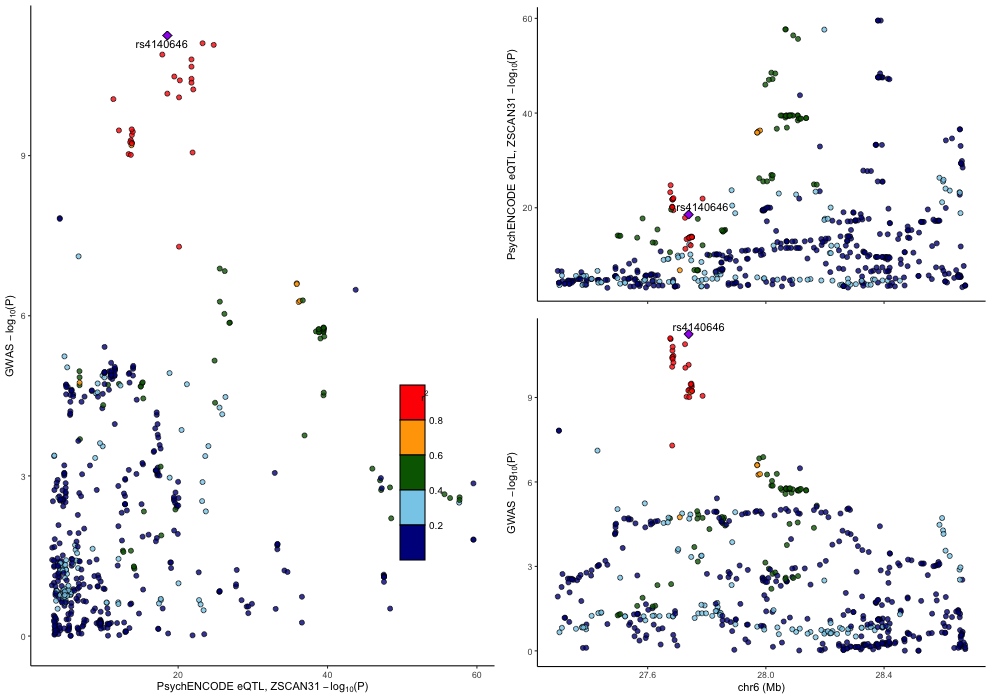 rs4140646
9
6
3
0
GWAS −log10(P)
20
40
60
PsychENCODE eQTL, ZSCAN31 −log10(P)
r2
0.8
0.6
0.4
0.2
60
40
20
PsychENCODE eQTL, ZSCAN31 −log10(P)
rs4140646
rs4140646
9
6
3
0
GWAS −log10(P)
27.6
28.0
28.4
chr6 (Mb)